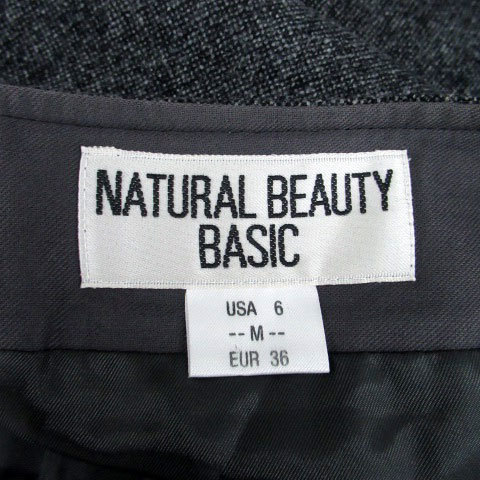 NATURAL BEAUTY
BASIC
USA 6
-- M --
EUR 36